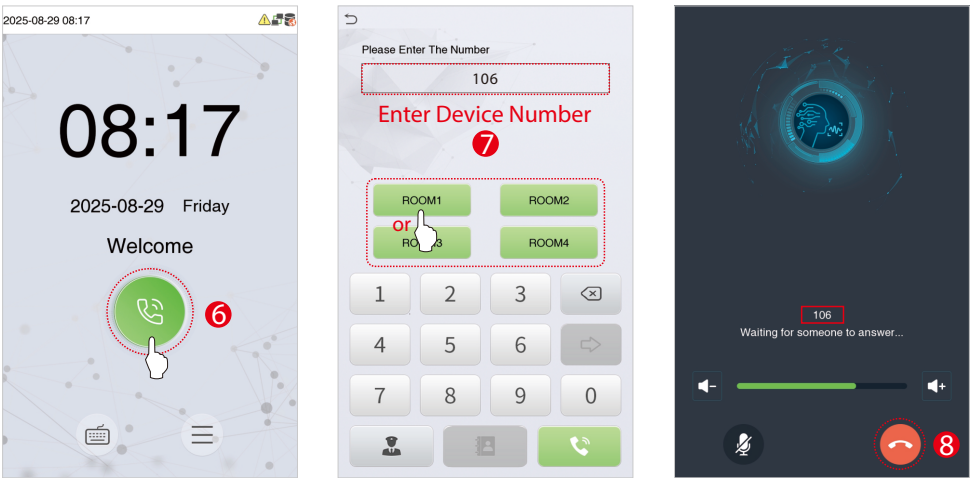 2025-08-29 08:17
08:17
2025-08-29 Friday
Welcome
6
Please Enter The Number
106
Enter Device Number
7
ROOM1 ROOM2
or
ROOM3 ROOM4
1 2 3
4 5 6
7 8 9 0
106
Waiting for someone to answer...
- +
8